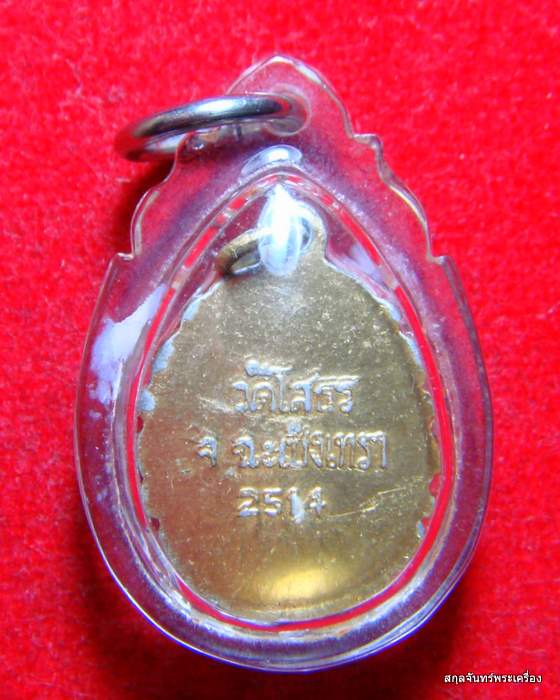 วัดโสธร
จ ฉะเชิงเทรา
2514
สกุลจันทร์พระเครื่อง